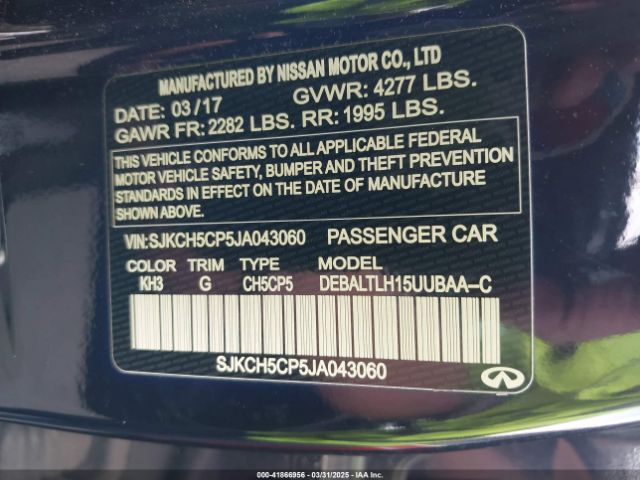 MANUFACTURED BY NISSAN MOTOR CO., LTD
DATE: 03/17 GVWR: 4277 LBS.
GAWR FR: 2282 LBS. RR: 1995 LBS.
THIS VEHICLE CONFORMS TO ALL APPLICABLE FEDERAL
MOTOR VEHICLE SAFETY, BUMPER AND THEFT PREVENTION
STANDARDS IN EFFECT ON THE DATE OF MANUFACTURE
SHOWN ABOVE.
VIN:SJKCH5CP5JA043060 PASSENGER CAR
COLOR TRIM TYPE MODEL
KH3 G CH5CP5 DEBALTLH15UUBAA--C
SJKCH5CP5JA043060
000-41866956 - 03/31/2025 - IAA Inc.